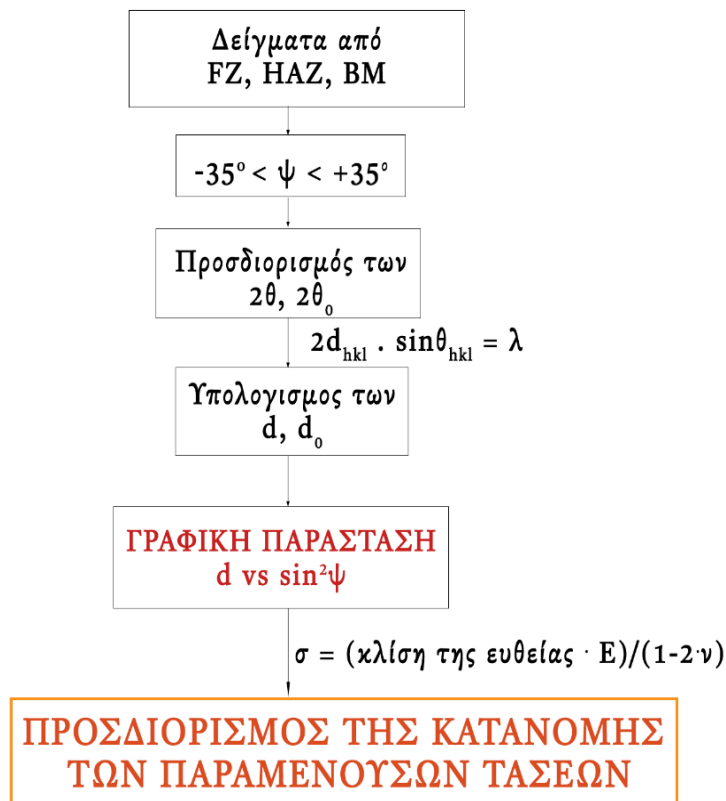 Δείγματα από
FZ, HAZ, BM
-35° < ψ < +35°
Προσδιορισμός των
2θ, 2θ₀
2dₕₖₗ . sinθₕₖₗ = λ
Υπολογισμος των
d, d₀
ΓΡΑΦΙΚΗ ΠΑΡΑΣΤΑΣΗ
d vs sin²ψ
σ = (κλίση της ευθείας · E)/(1-2·ν)
ΠΡΟΣΔΙΟΡΙΣΜΟΣ ΤΗΣ ΚΑΤΑΝΟΜΗΣ
ΤΩΝ ΠΑΡΑΜΕΝΟΥΣΩΝ ΤΑΣΕΩΝ